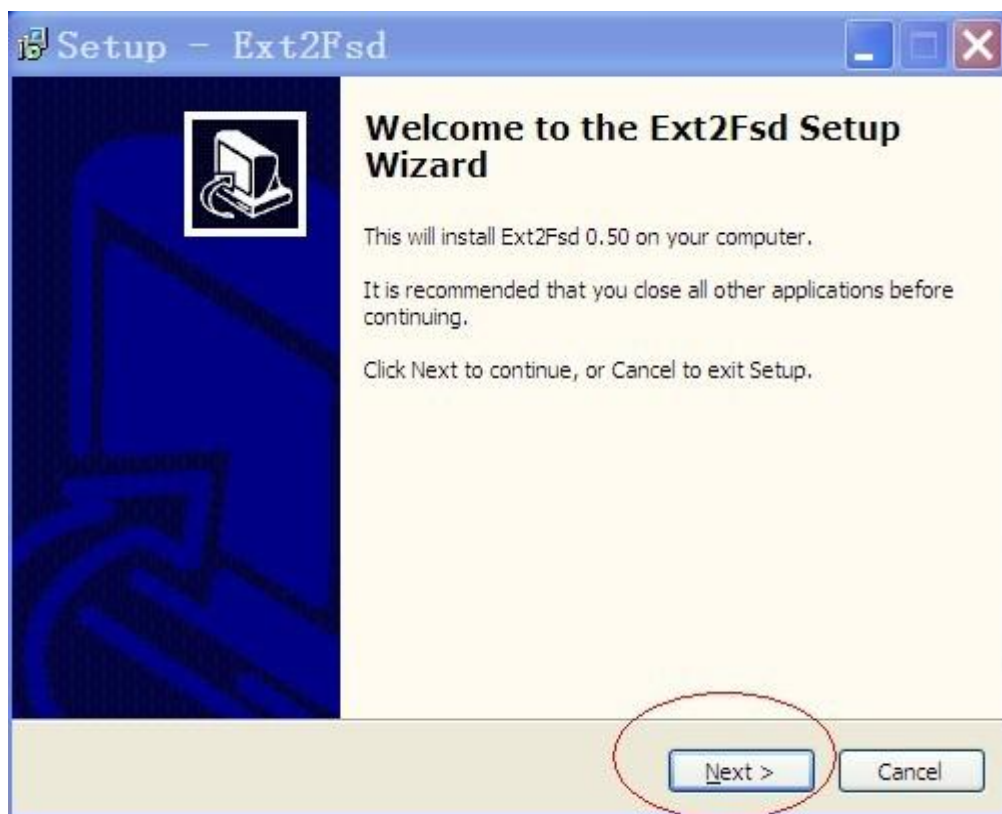 Setup - Ext2Fsd
Welcome to the Ext2Fsd Setup
Wizard
This will install Ext2Fsd 0.50 on your computer.
It is recommended that you close all other applications before
continuing.
Click Next to continue, or Cancel to exit Setup.
Next >
Cancel